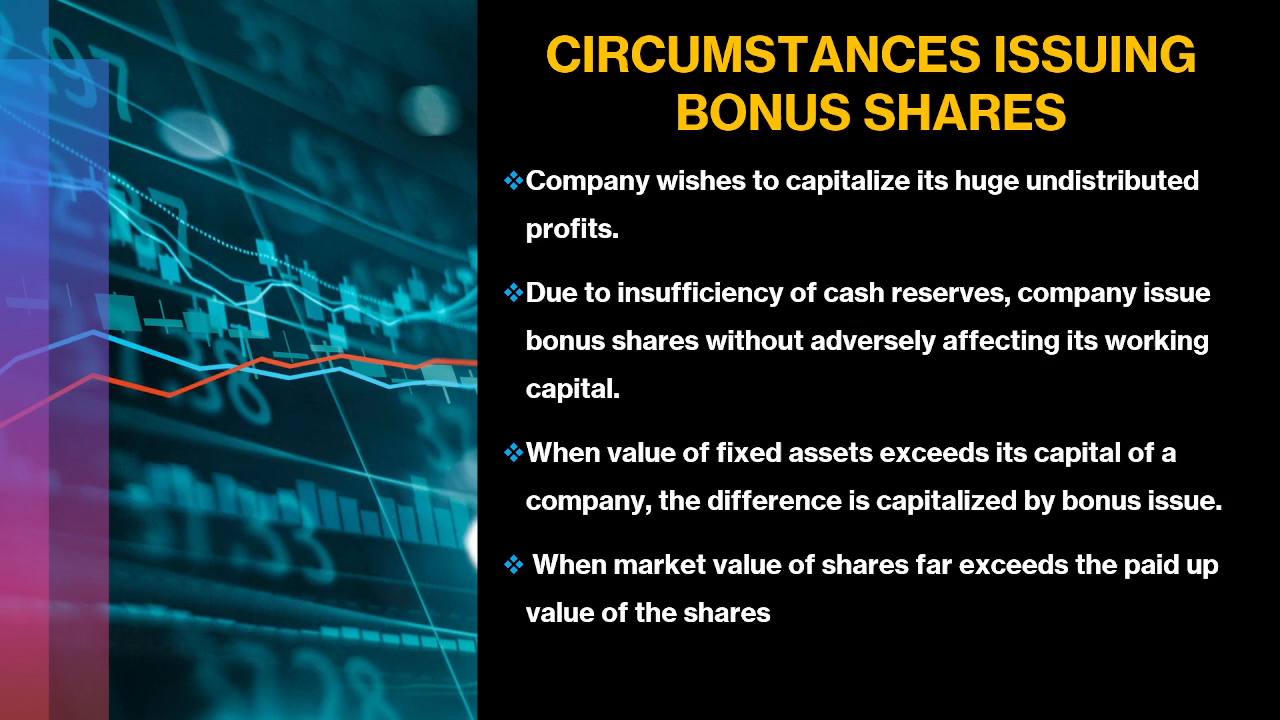 CIRCUMSTANCES ISSUING
BONUS SHARES
❖Company wishes to capitalize its huge undistributed
profits.
❖Due to insufficiency of cash reserves, company issue
bonus shares without adversely affecting its working
capital.
❖When value of fixed assets exceeds its capital of a
company, the difference is capitalized by bonus issue.
❖ When market value of shares far exceeds the paid up
value of the shares